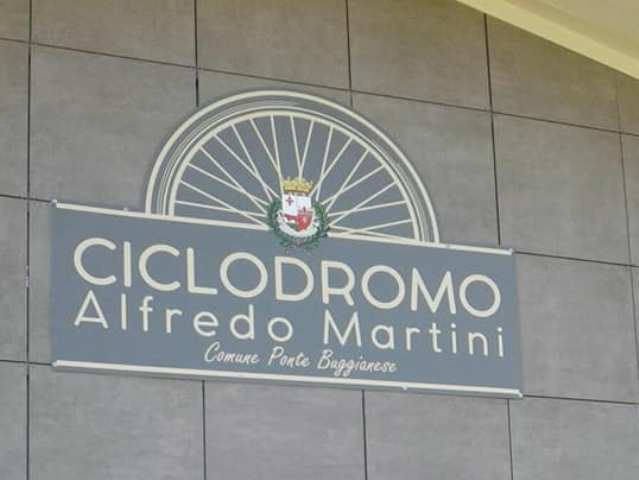 CICLODROMO
Alfredo Martini
Comune Ponte Buggianese